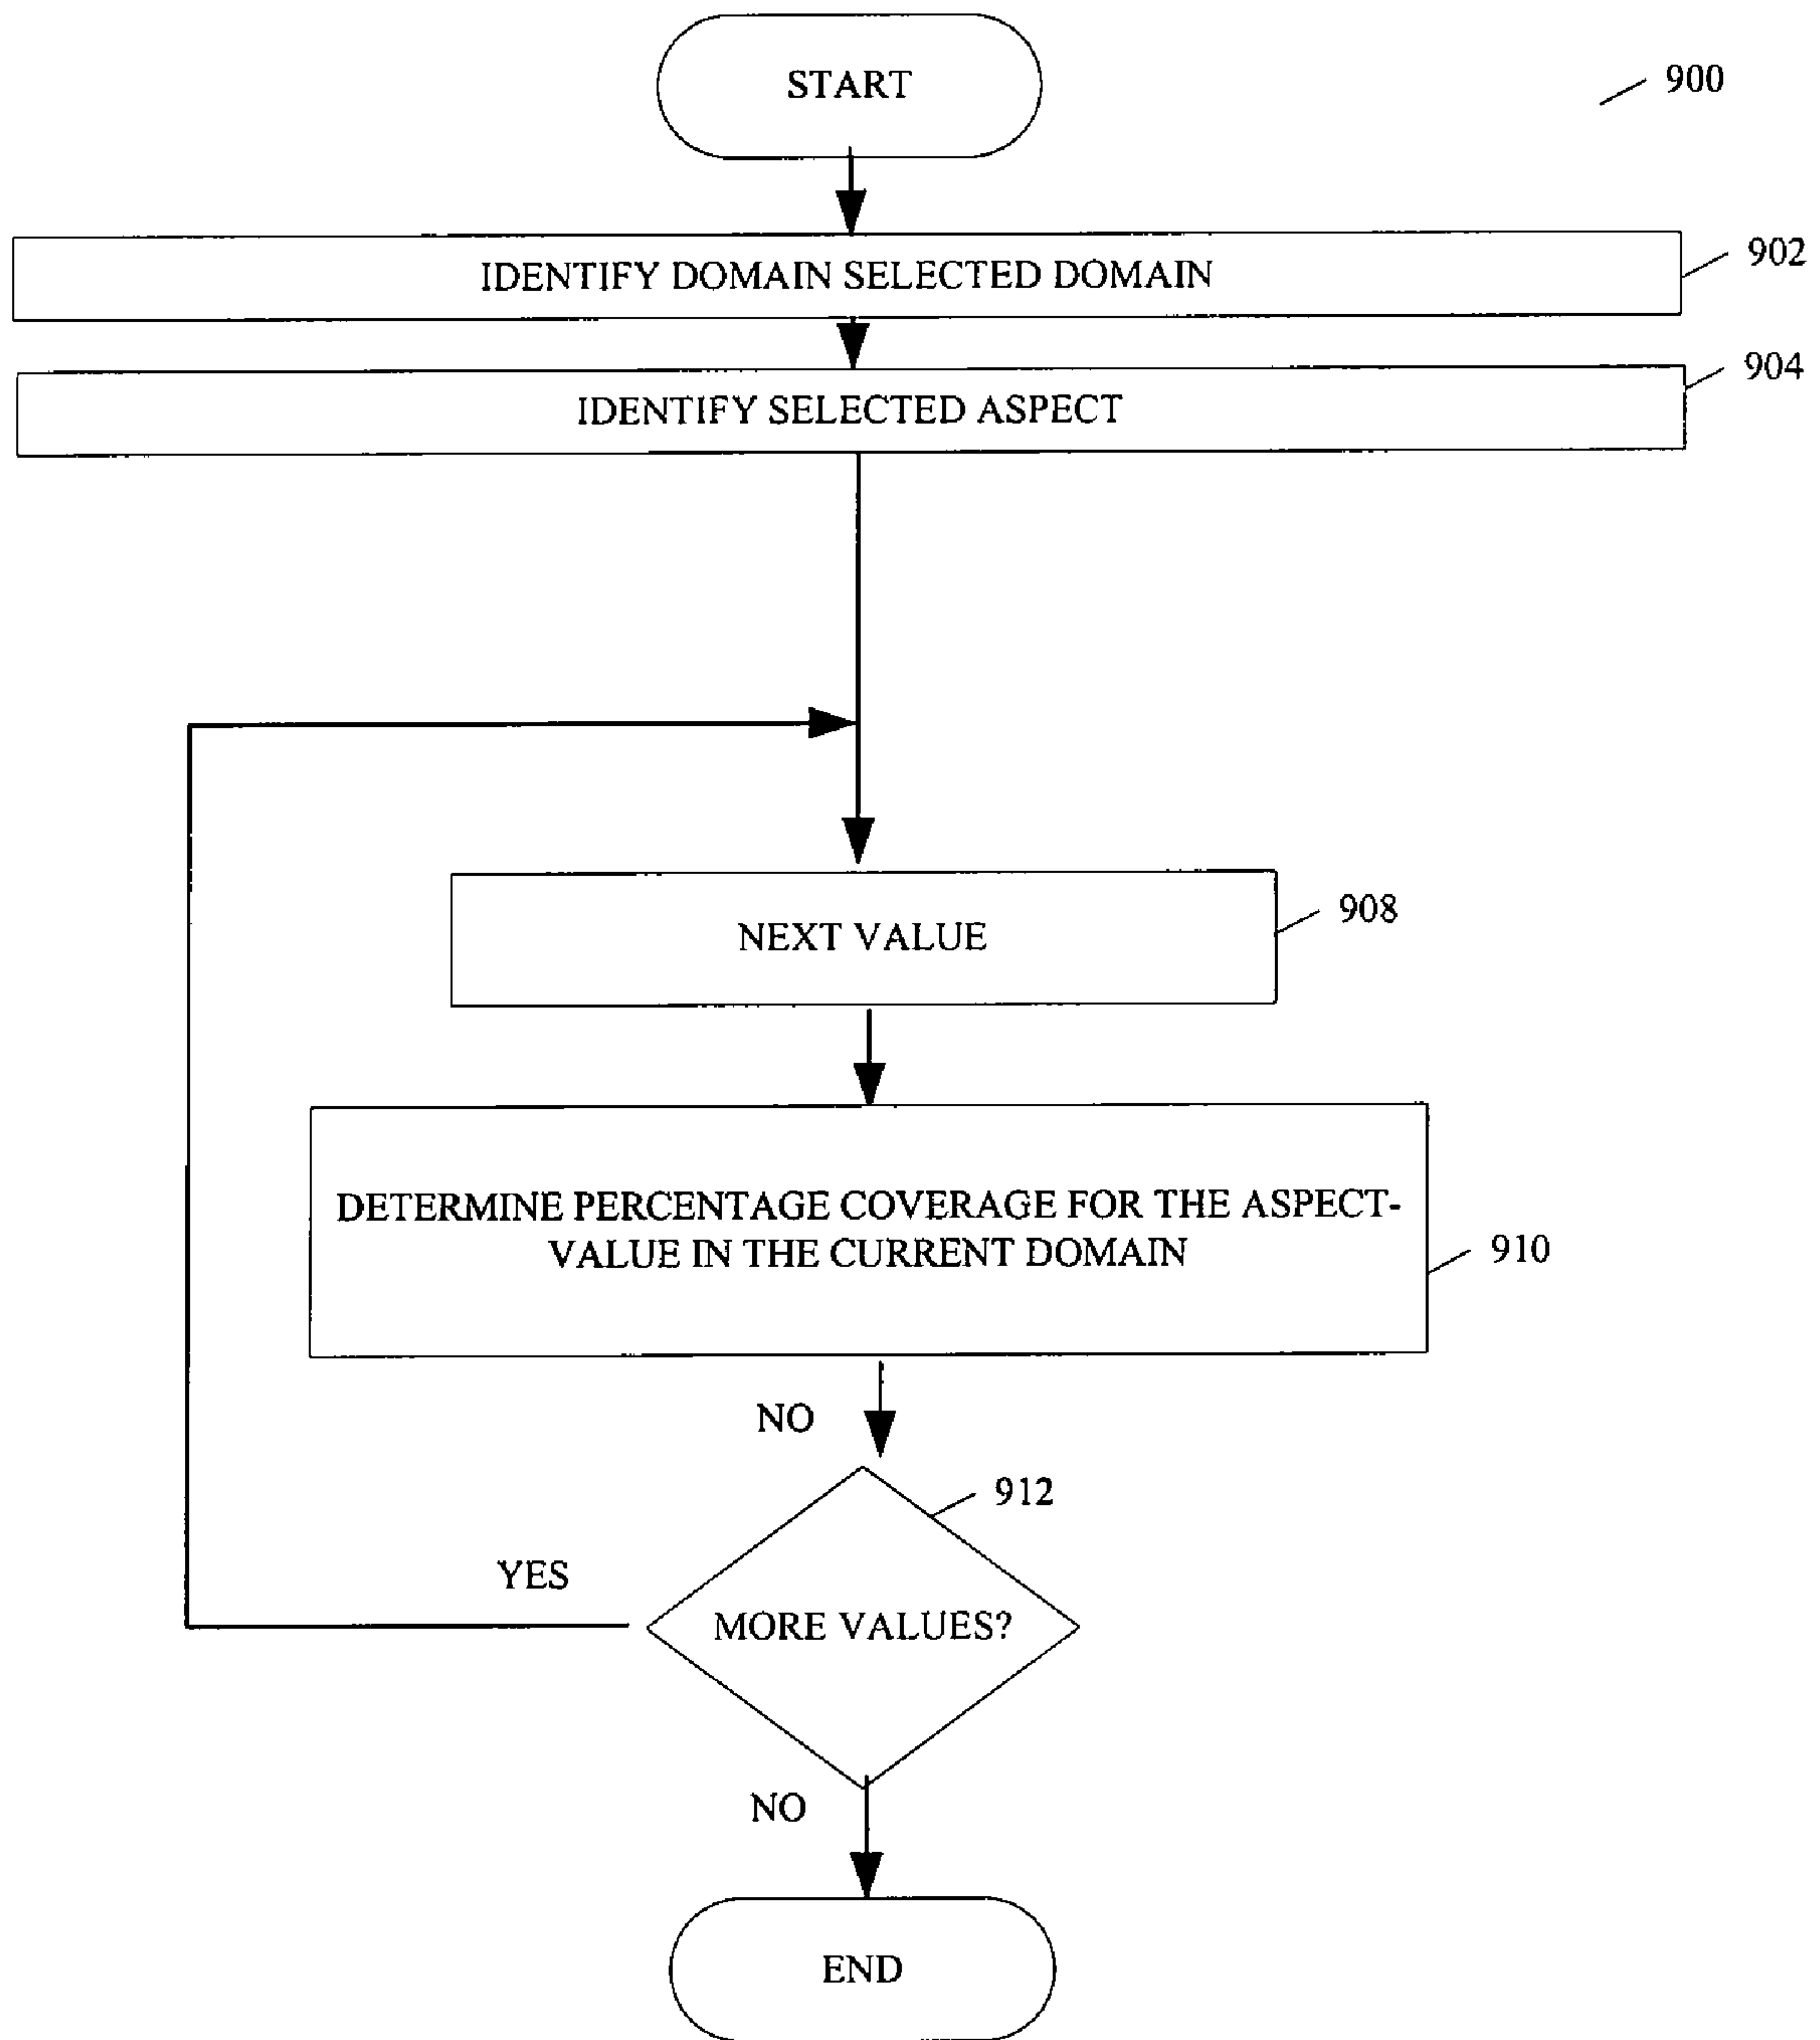 START
900
IDENTIFY DOMAIN SELECTED DOMAIN
902
IDENTIFY SELECTED ASPECT
904
NEXT VALUE
908
DETERMINE PERCENTAGE COVERAGE FOR THE ASPECT-
VALUE IN THE CURRENT DOMAIN
910
NO
912
YES
MORE VALUES?
NO
END